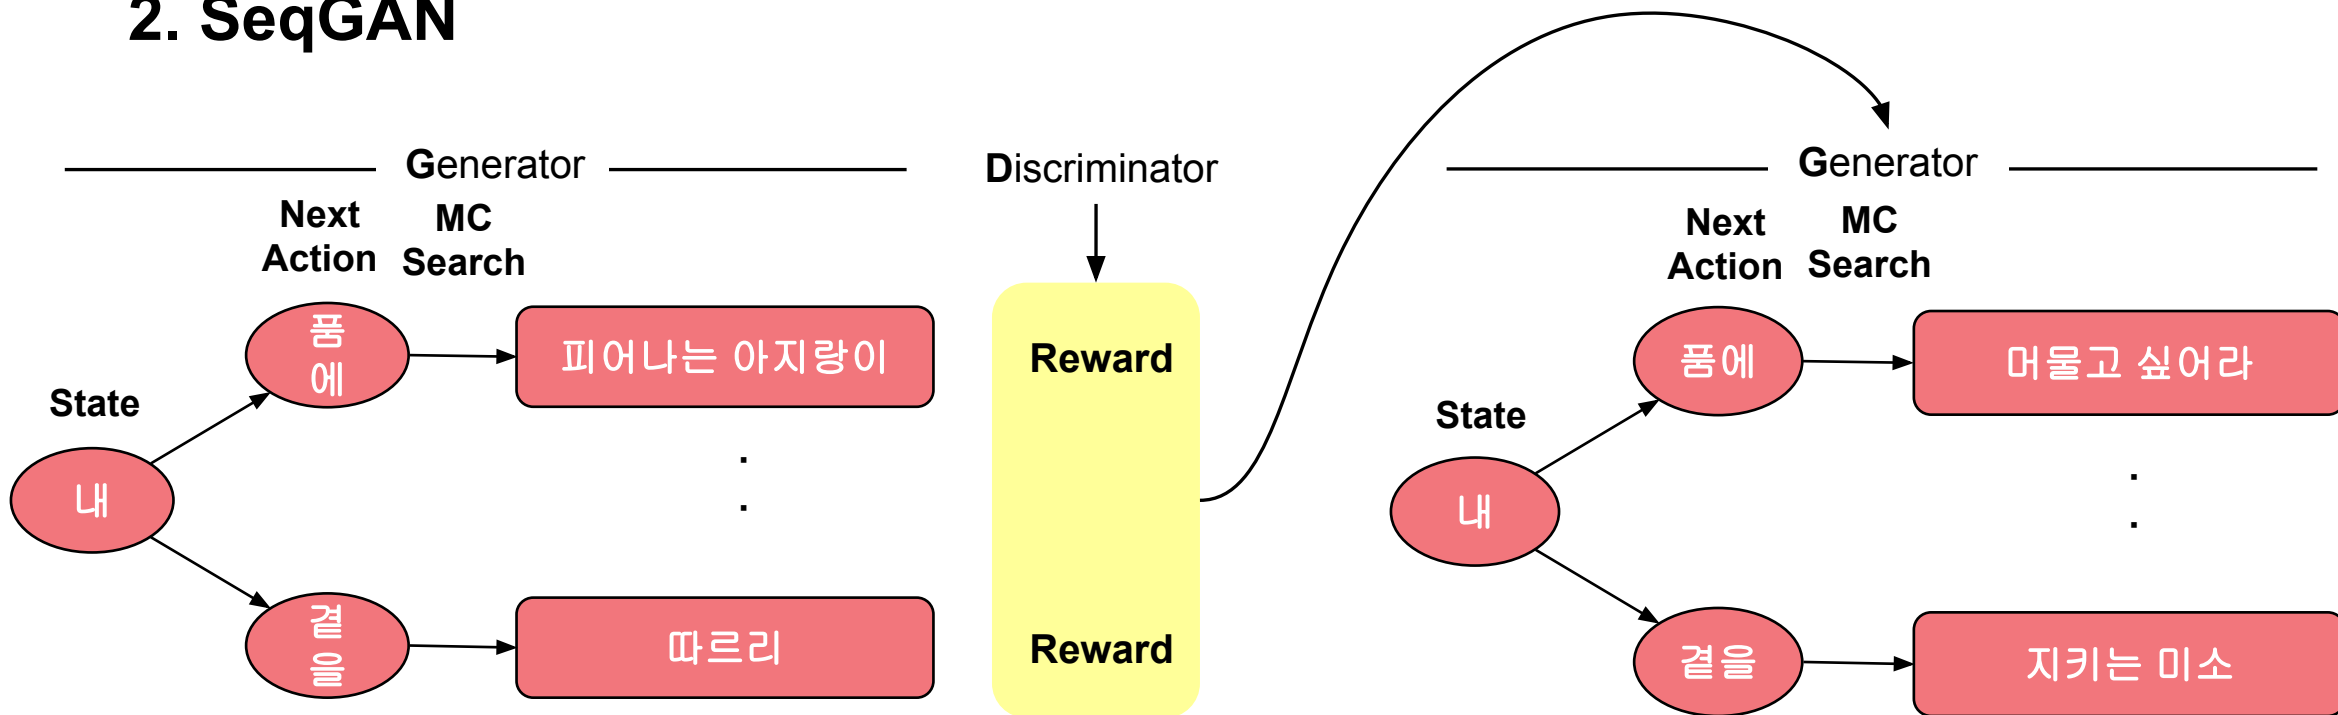 2. SeqGAN
Generator
Next
Action
MC
Search
State
내
품
에
피어나는 아지랑이
.
.
곁
을
따르리
Discriminator
Reward
Reward
Generator
Next
Action
MC
Search
State
내
품에
머물고 싶어라
.
.
곁을
지키는 미소